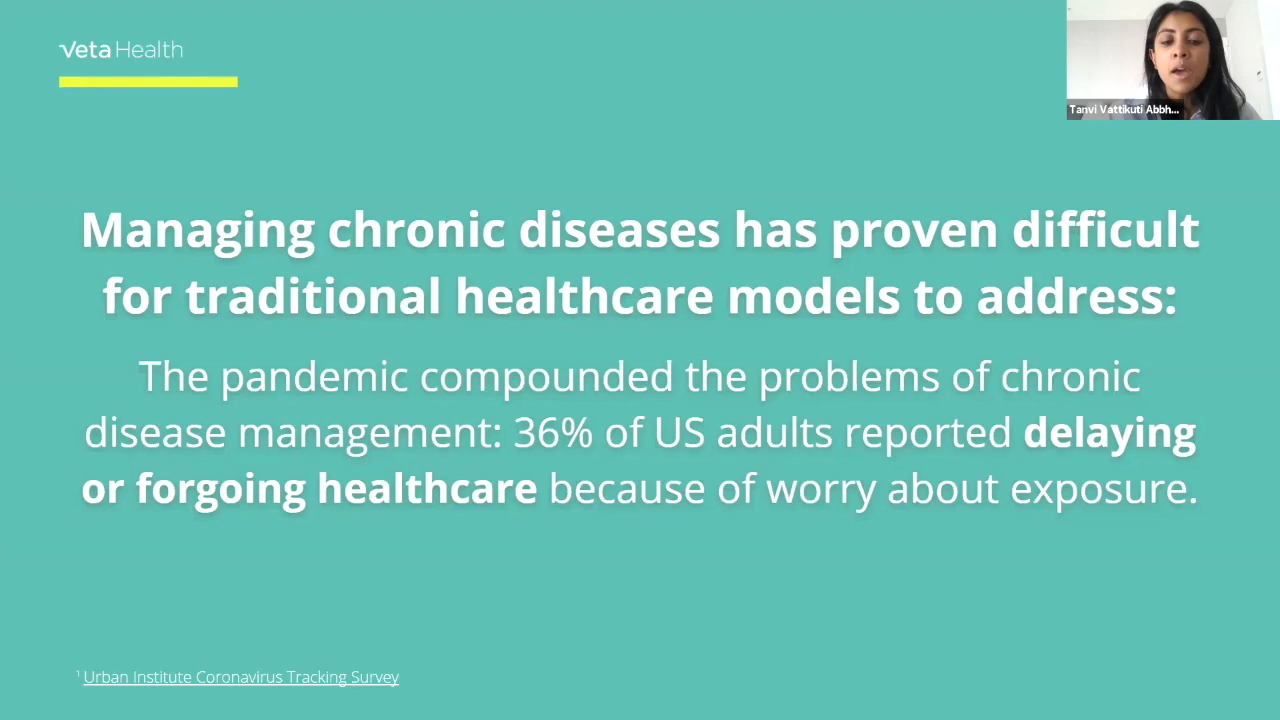 Veta Health
Tanvi Vattikuti Abbh...
Managing chronic diseases has proven difficult
for traditional healthcare models to address:
The pandemic compounded the problems of chronic
disease management: 36% of US adults reported delaying
or forgoing healthcare because of worry about exposure.
¹ Urban Institute Coronavirus Tracking Survey